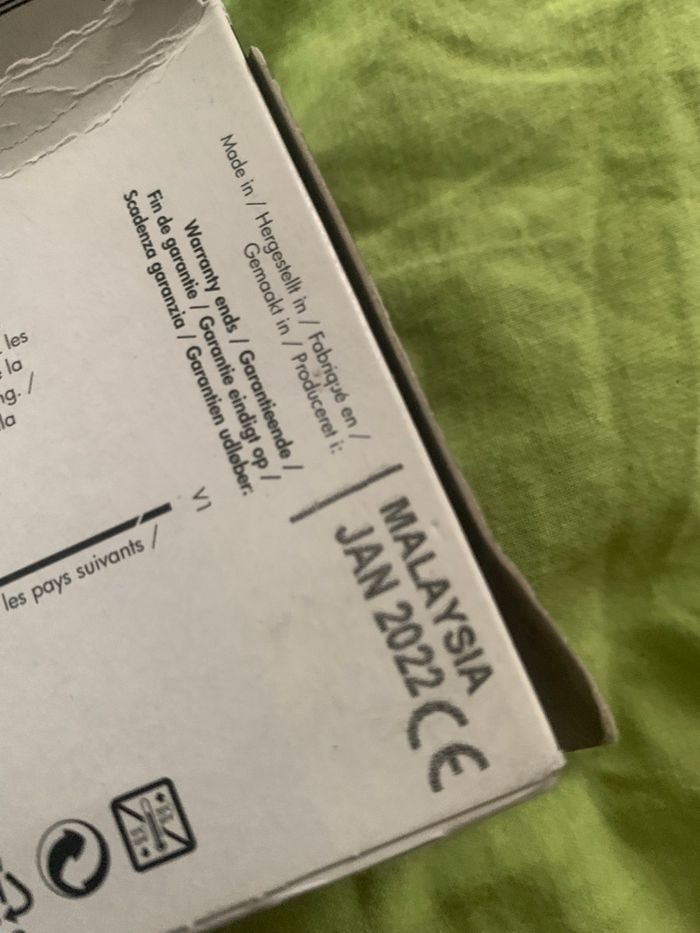 Made in / Hergestellt in / Fabriqué en /
Gemaakt in / Produceret i:
MALAYSIA
Warranty ends / Garantieende /
Fin de garantie / Garantie eindigt op /
Scadenza garanzia / Garantien udløber:
JAN 2022
CE
V1
les
la
ng. /
la
les pays suivants /